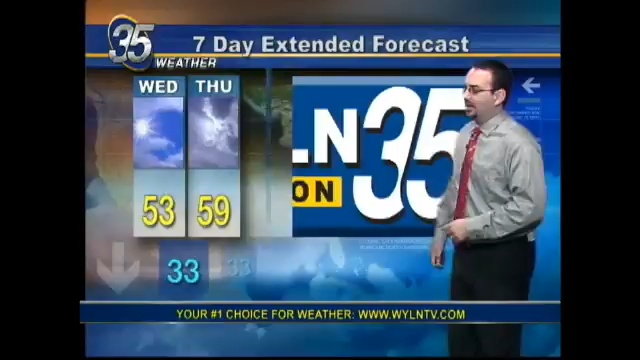 35
WEATHER
7 Day Extended Forecast
WED THU
LN 35
ON
53 59
33 33
YOUR #1 CHOICE FOR WEATHER: WWW.WYLNTV.COM